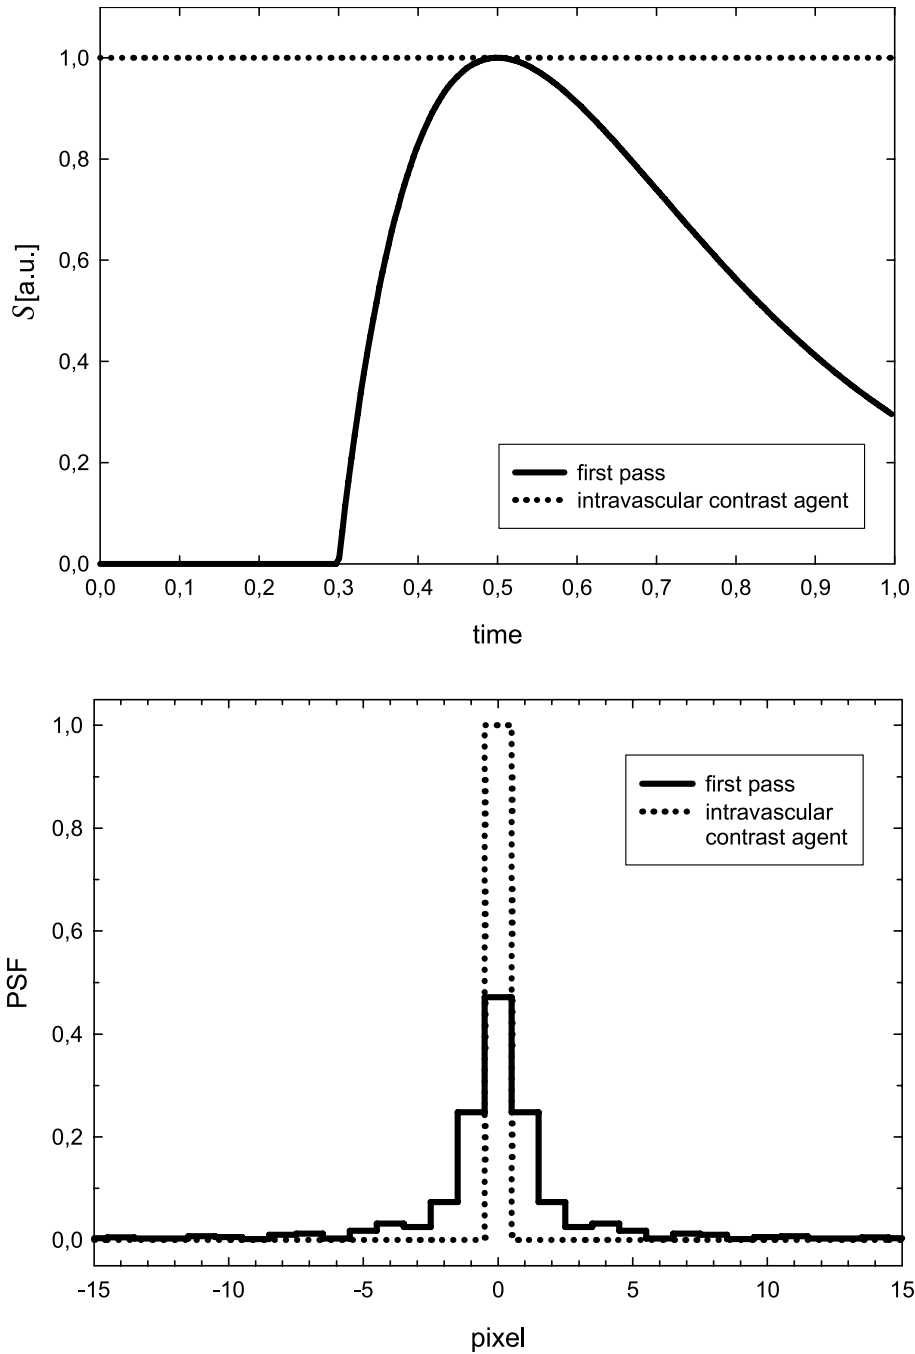 1,0
0,8
0,6
0,4
0,2
0,0
S[a.u.]
first pass
intravascular contrast agent
0,0 0,1 0,2 0,3 0,4 0,5 0,6 0,7 0,8 0,9 1,0
time
1,0
0,8
0,6
0,4
0,2
0,0
PSF
first pass
intravascular
contrast agent
-15 -10 -5 0 5 10 15
pixel